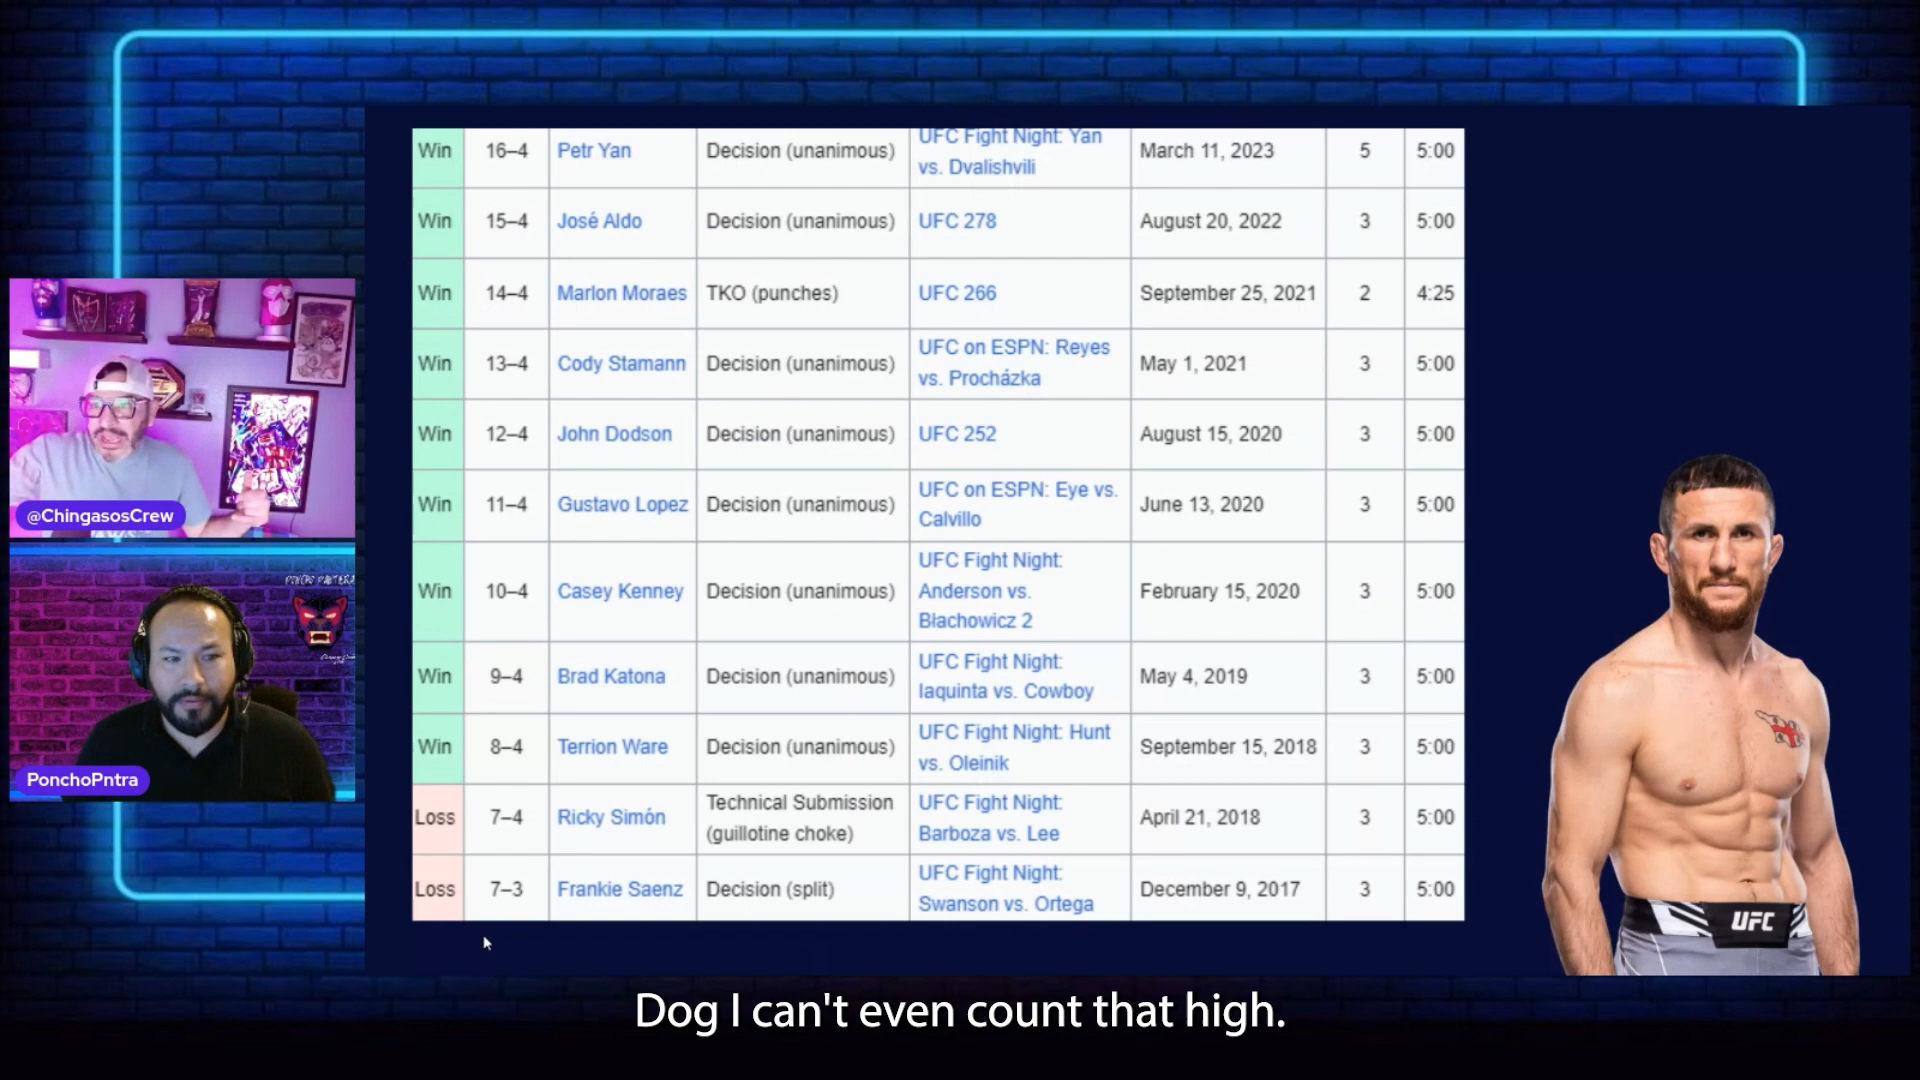 Win 16–4 Petr Yan Decision (unanimous) UFC Fight Night: Yan vs. Dvalishvili March 11, 2023 5 5:00
Win 15–4 José Aldo Decision (unanimous) UFC 278 August 20, 2022 3 5:00
Win 14–4 Marlon Moraes TKO (punches) UFC 266 September 25, 2021 2 4:25
Win 13–4 Cody Stamann Decision (unanimous) UFC on ESPN: Reyes vs. Procházka May 1, 2021 3 5:00
Win 12–4 John Dodson Decision (unanimous) UFC 252 August 15, 2020 3 5:00
Win 11–4 Gustavo Lopez Decision (unanimous) UFC on ESPN: Eye vs. Calvillo June 13, 2020 3 5:00
Win 10–4 Casey Kenney Decision (unanimous) UFC Fight Night: Anderson vs. Błachowicz 2 February 15, 2020 3 5:00
Win 9–4 Brad Katona Decision (unanimous) UFC Fight Night: Iaquinta vs. Cowboy May 4, 2019 3 5:00
Win 8–4 Terrion Ware Decision (unanimous) UFC Fight Night: Hunt vs. Oleinik September 15, 2018 3 5:00
Loss 7–4 Ricky Simón Technical Submission (guillotine choke) UFC Fight Night: Barboza vs. Lee April 21, 2018 3 5:00
Loss 7–3 Frankie Saenz Decision (split) UFC Fight Night: Swanson vs. Ortega December 9, 2017 3 5:00
@ChingasosCrew
PonchoPntra
UFC
Dog I can't even count that high.